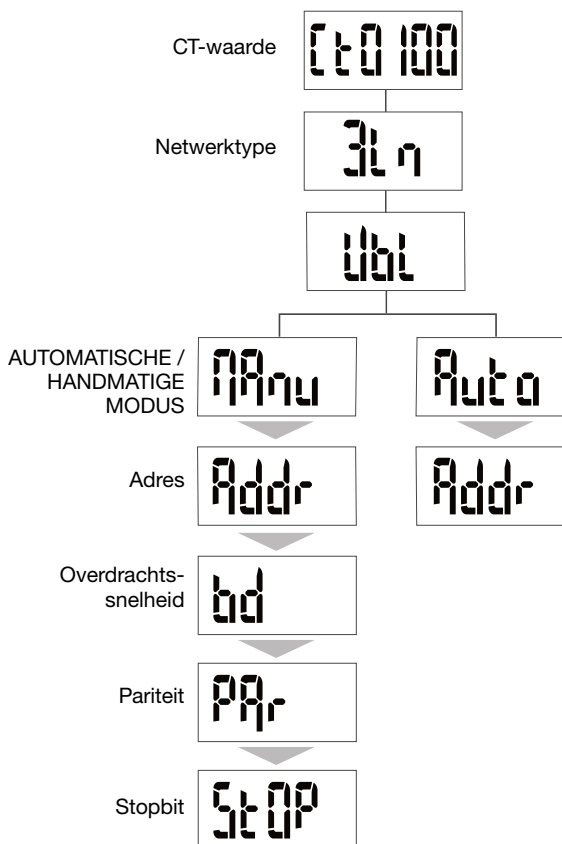 CT-waarde
Ct0100
Netwerktype
3Ln
UbL
AUTOMATISCHE /
HANDMATIGE
MODUS
MAnu
Auto
Adres
Addr
Addr
Overdrachts-
snelheid
bd
Pariteit
PAr
Stopbit
StOP